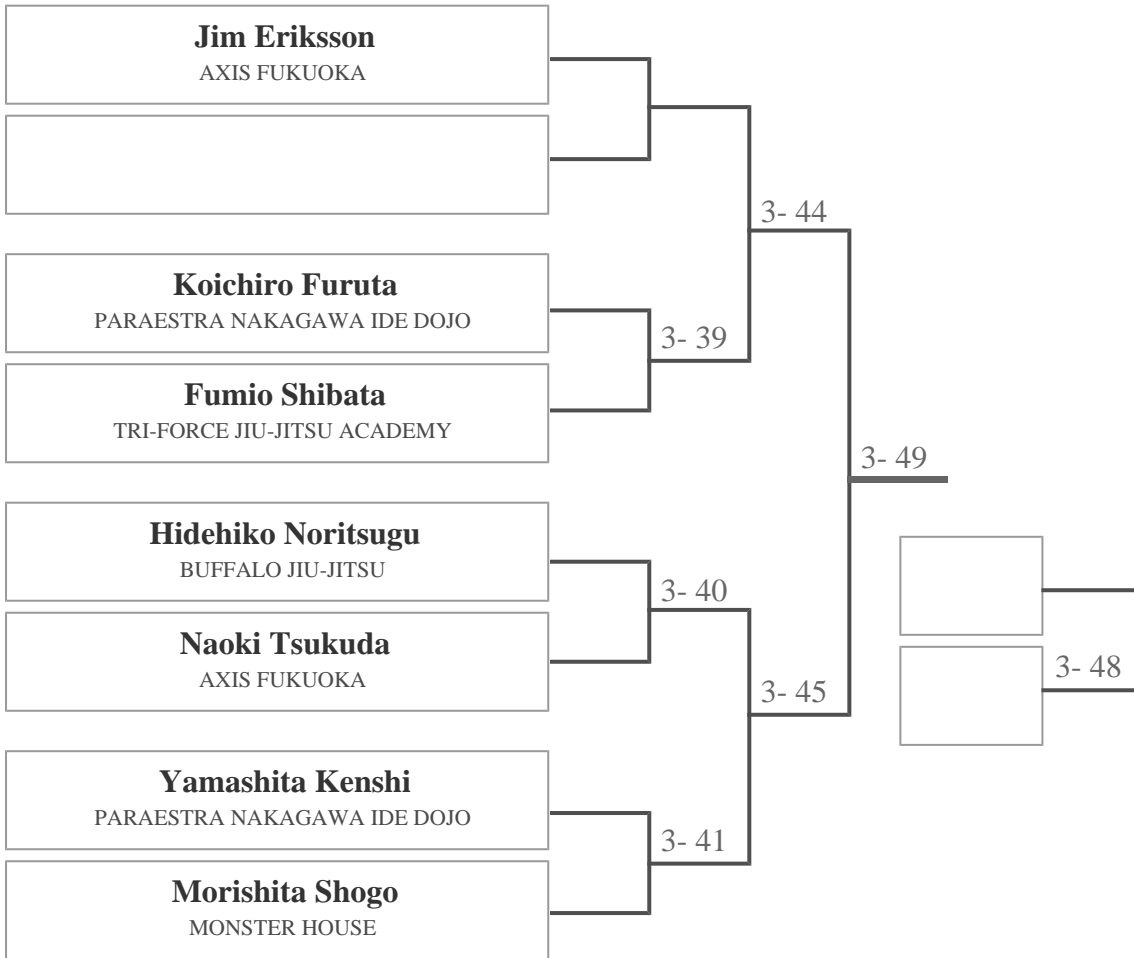 Jim Eriksson
AXIS FUKUOKA
3- 44
Koichiro Furuta
PARAESTRA NAKAGAWA IDE DOJO
3- 39
Fumio Shibata
TRI-FORCE JIU-JITSU ACADEMY
3- 49
Hidehiko Noritsugu
BUFFALO JIU-JITSU
3- 40
Naoki Tsukuda
AXIS FUKUOKA
3- 48
3- 45
Yamashita Kenshi
PARAESTRA NAKAGAWA IDE DOJO
3- 41
Morishita Shogo
MONSTER HOUSE